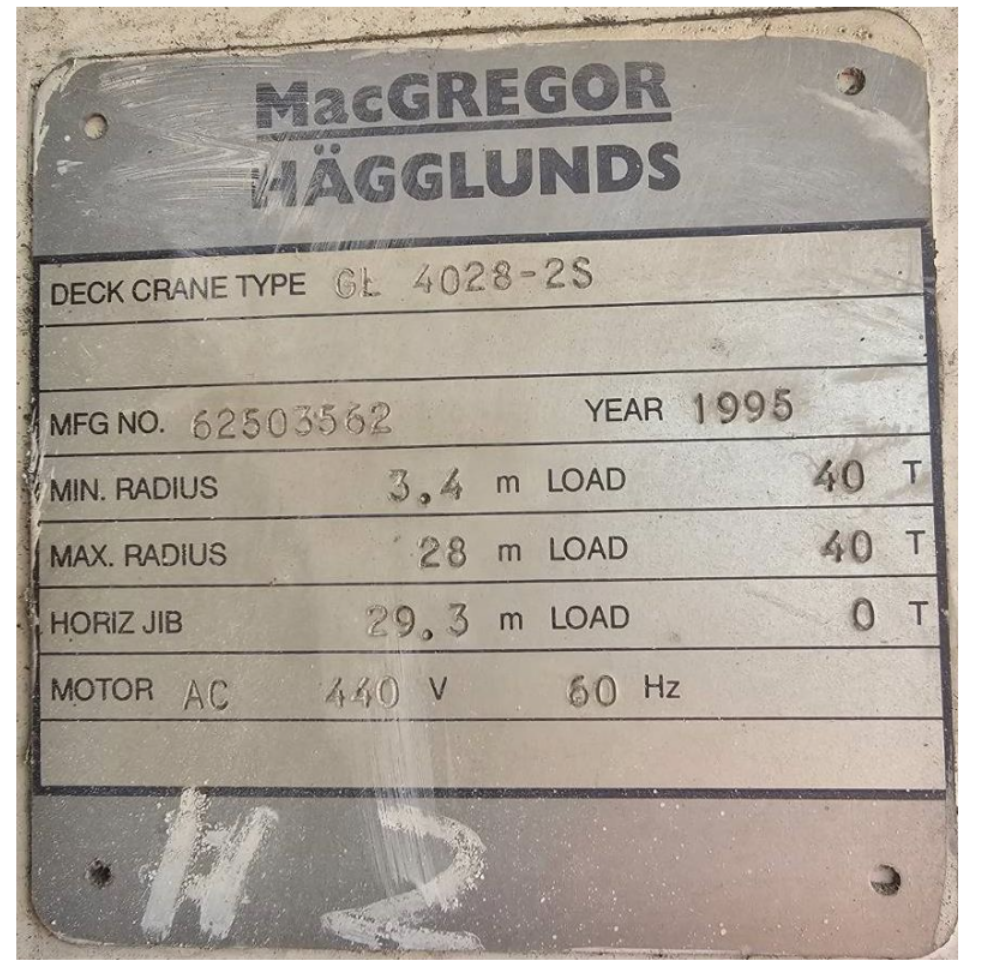 MacGREGOR
HÄGGLUNDS
DECK CRANE TYPE GL 4028-2S
MFG NO. 62503562 YEAR 1995
MIN. RADIUS 3.4 m LOAD 40 T
MAX. RADIUS 28 m LOAD 40 T
HORIZ JIB 29.3 m LOAD 0 T
MOTOR AC 440 V 60 Hz
H 2